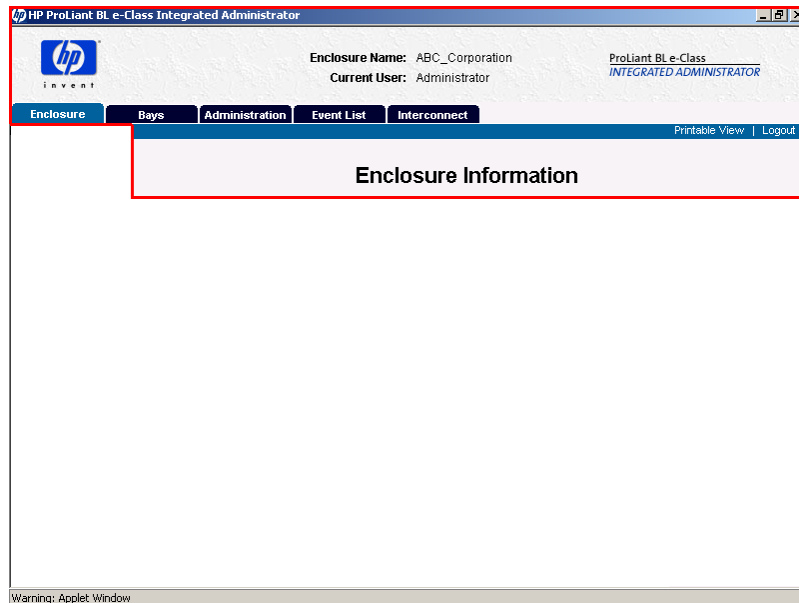 HP ProLiant BL e-Class Integrated Administrator
hp
invent
Enclosure Name: ABC_Corporation
Current User: Administrator
ProLiant BL e-Class
INTEGRATED ADMINISTRATOR
Enclosure Bays Administration Event List Interconnect
Printable View | Logout
Enclosure Information
Warning: Applet Window